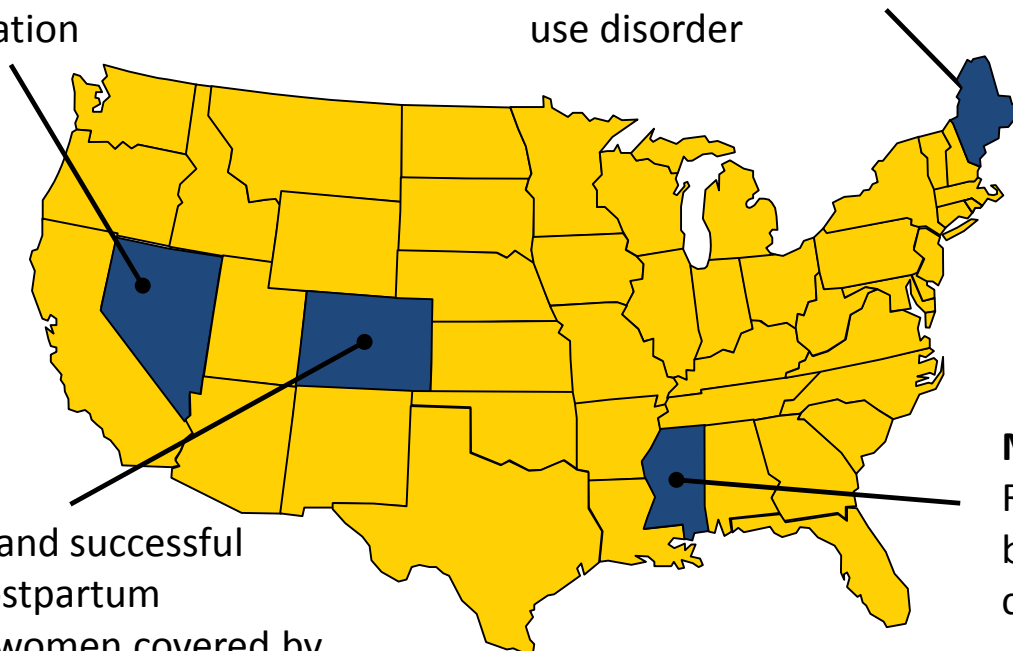 ation
use disorder
and successful
stpartum
women covered by